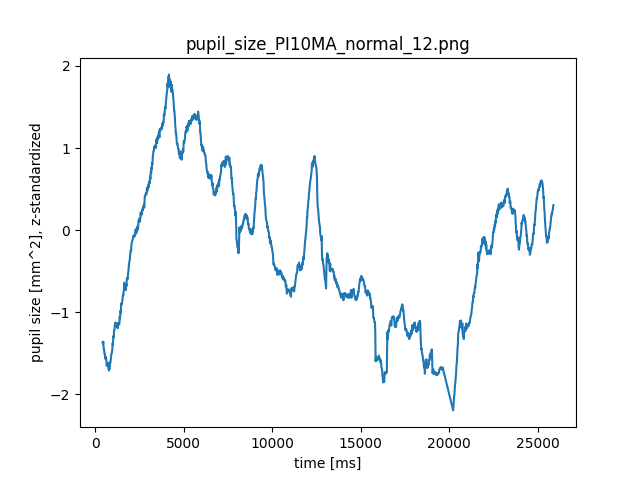 pupil_size_PI10MA_normal_12.png
pupil size [mm^2], z-standardized
2
1
0
−1
−2
0 5000 10000 15000 20000 25000
time [ms]